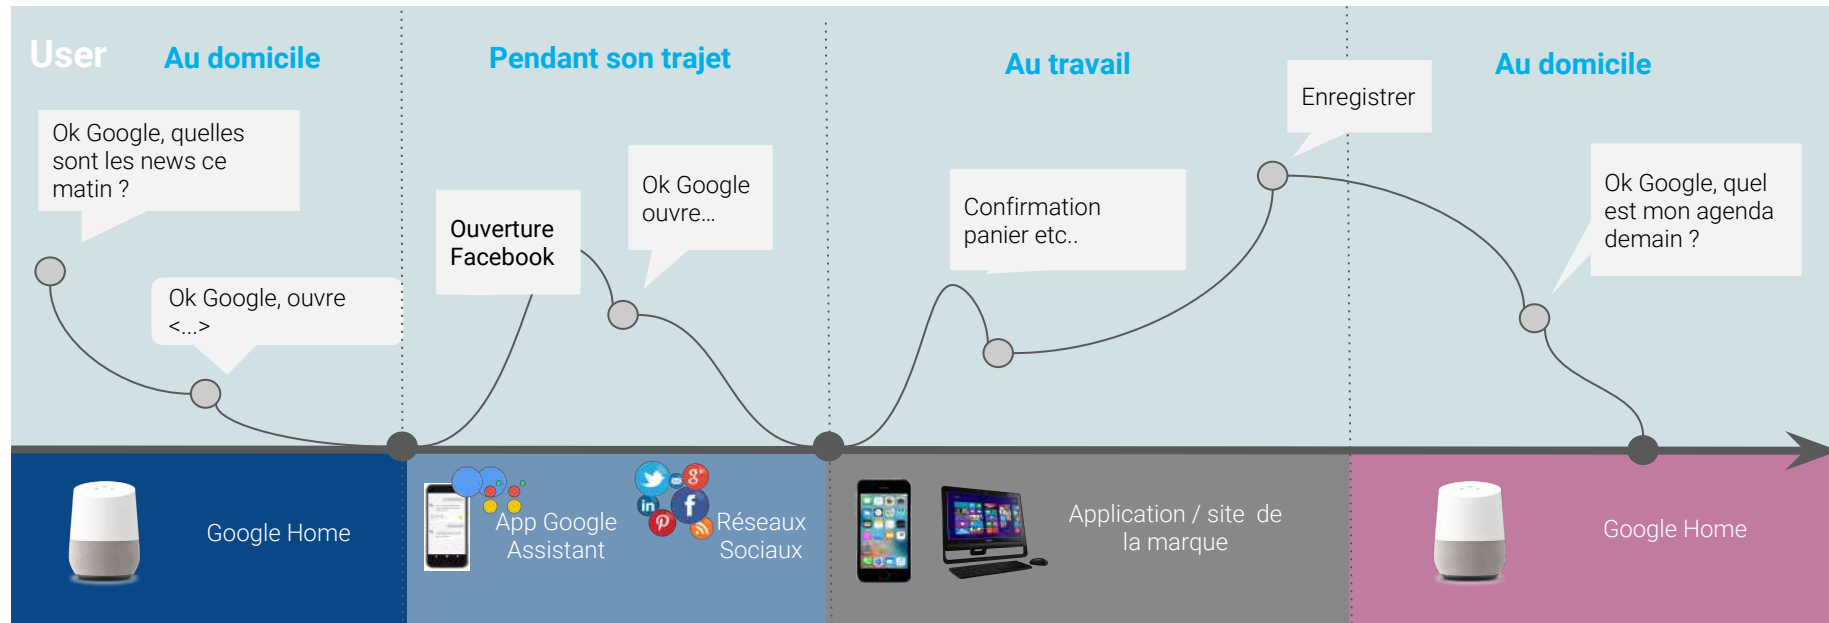 User
Au domicile
Pendant son trajet
Au travail
Au domicile
Ok Google, quelles
sont les news ce
matin ?
Ok Google, ouvre
<...>
Ouverture
Facebook
Ok Google
ouvre...
Confirmation
panier etc..
Enregistrer
Ok Google, quel
est mon agenda
demain ?
Google Home
App Google
Assistant
Réseaux
Sociaux
Application / site de
la marque
Google Home